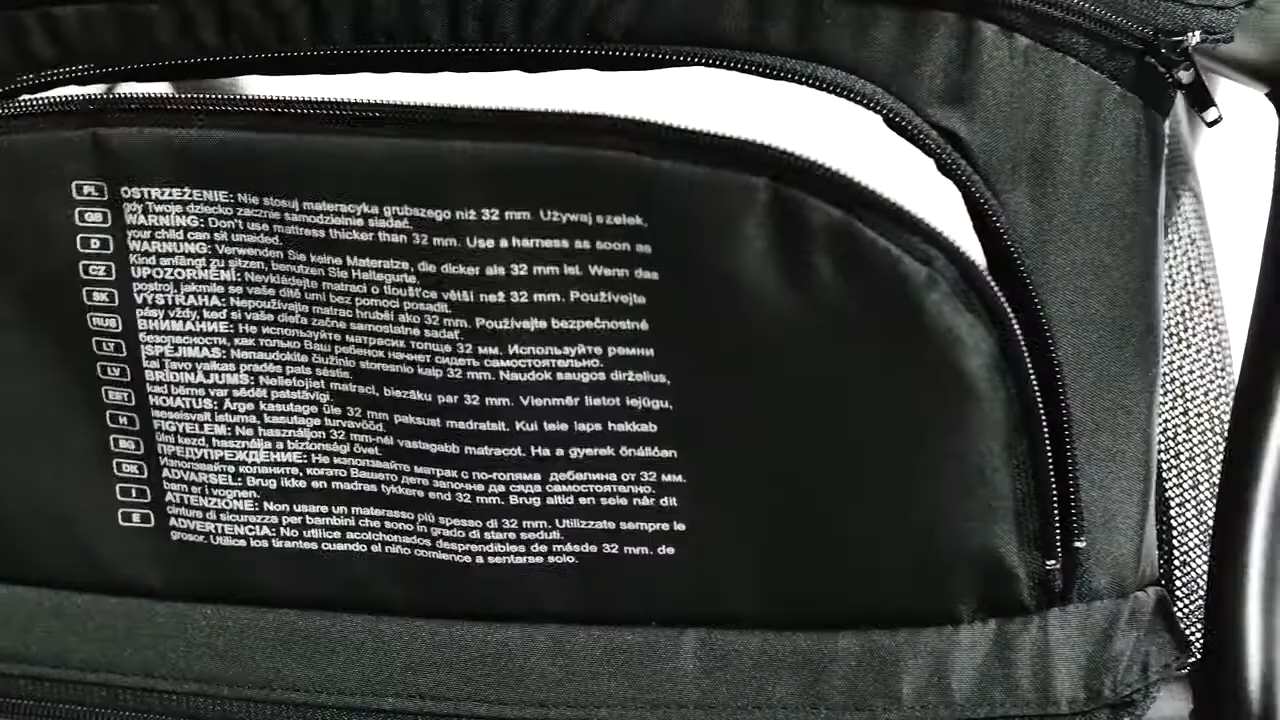 PL OSTRZEŻENIE: Nie stosuj materacyka grubszego niż 32 mm. Używaj szelek,
gdy Twoje dziecko zacznie samodzielnie siadać.
GB WARNING: Don't use mattress thicker than 32 mm. Use a harness as soon as
your child can sit unaided.
D WARNUNG: Verwenden Sie keine Materatze, die dicker als 32 mm ist. Wenn das
Kind anfängt zu sitzen, benutzen Sie Hallegurte.
CZ UPOZORNĚNÍ: Nevkládejte matraci o tloušťce větší než 32 mm. Používejte
postroj, jakmile se vaše dítě umí bez pomoci posadit.
SK VÝSTRAHA: Nepoužívajte matrac hrubší ako 32 mm. Používajte bezpečnostné
pásy vždy, keď si vaše dieťa začne samostatne sadať.
RUS ВНИМАНИЕ: Не используйте матрасик толще 32 мм. Используйте ремни
безопасности, как только Ваш ребенок начнет сидеть самостоятельно.
LT ĮSPĖJIMAS: Nenaudokite čiužinio storesnio kaip 32 mm. Naudok saugos dirželius,
kai Tavo vaikas pradės pats sėstis.
LV BRĪDINĀJUMS: Nelietojiet matraci, biezāku par 32 mm. Vienmēr lietot iejūgu,
kad bērns var sēdēt patstāvīgi.
EST HOIATUS: Ärge kasutage üle 32 mm paksust madratsit. Kui teie laps hakkab
iseseisvalt istuma, kasutage turvavööd.
H FIGYELEM: Ne használjon 32 mm-nél vastagabb matracot. Ha a gyerek önállóan
ülni kezd, használja a biztonsági övet.
BG ПРЕДУПРЕЖДЕНИЕ: Не използвайте матрак с по-голяма дебалина от 32 мм.
Използвайте коланите, когато Вашето дете започне да сяда самостоятелно.
DK ADVARSEL: Brug ikke en madras tykkere end 32 mm. Brug altid en sele når dit
barn er i vognen.
I ATTENZIONE: Non usare un materasso più spesso di 32 mm. Utilizzate sempre le
cinture di sicurezza per bambini che sono in grado di stare seduti.
E ADVERTENCIA: No utilice acolchonados desprendibles de másde 32 mm. de
grosor. Utilice los tirantes cuando el niño comience a sentarse solo.